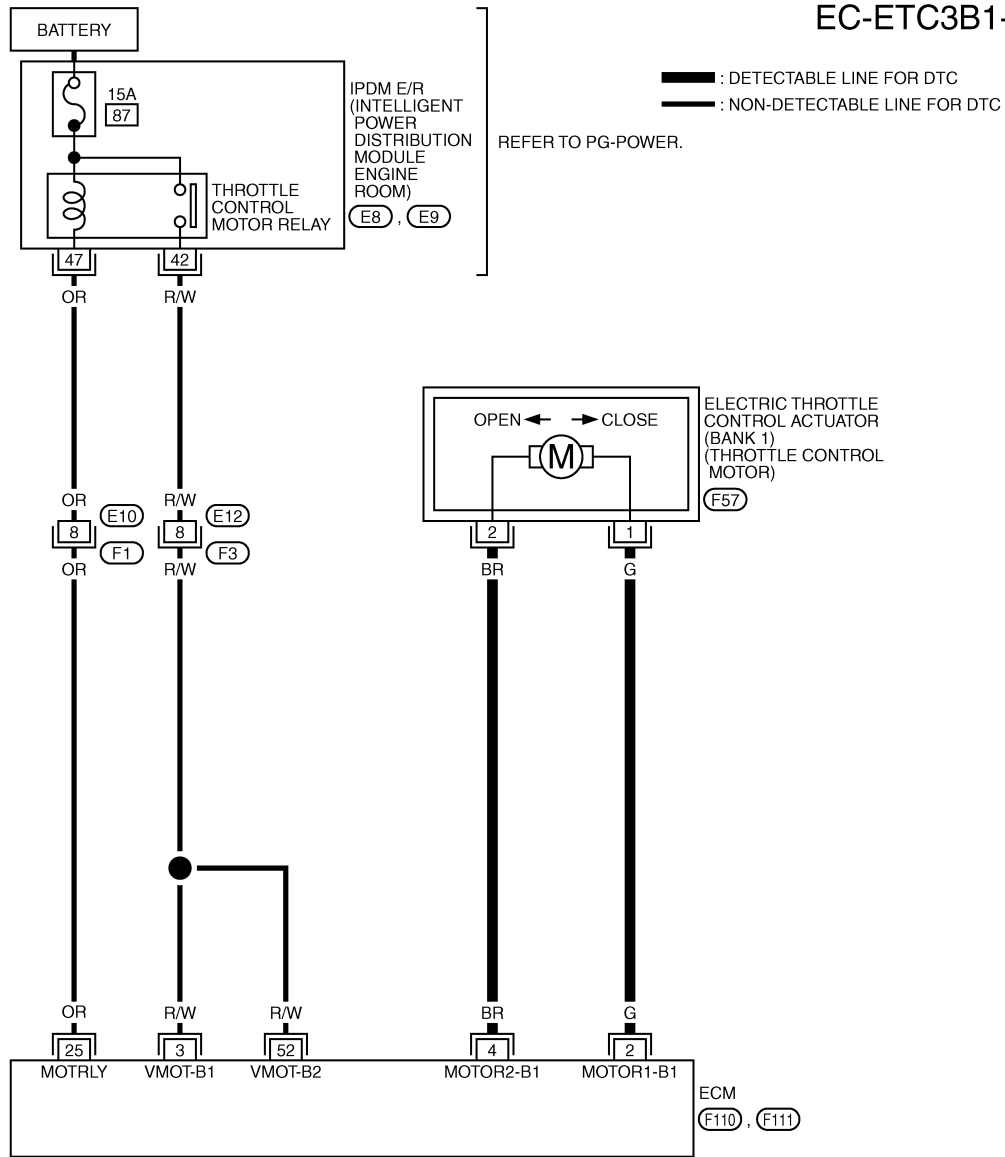 EC-ETC3B1-
BATTERY
: DETECTABLE LINE FOR DTC
: NON-DETECTABLE LINE FOR DTC
15A
87
IPDM E/R
(INTELLIGENT
POWER
DISTRIBUTION
MODULE
ENGINE
ROOM)
E8 , E9
REFER TO PG-POWER.
THROTTLE
CONTROL
MOTOR RELAY
47 42
OR R/W
OPEN CLOSE
M
ELECTRIC THROTTLE
CONTROL ACTUATOR
(BANK 1)
(THROTTLE CONTROL
MOTOR)
F57
OR R/W
E10 E12
8 8
F1 F3
OR R/W
2 1
BR G
OR R/W R/W BR G
25 3 52 4 2
MOTRLY VMOT-B1 VMOT-B2 MOTOR2-B1 MOTOR1-B1
ECM
F110 , F111